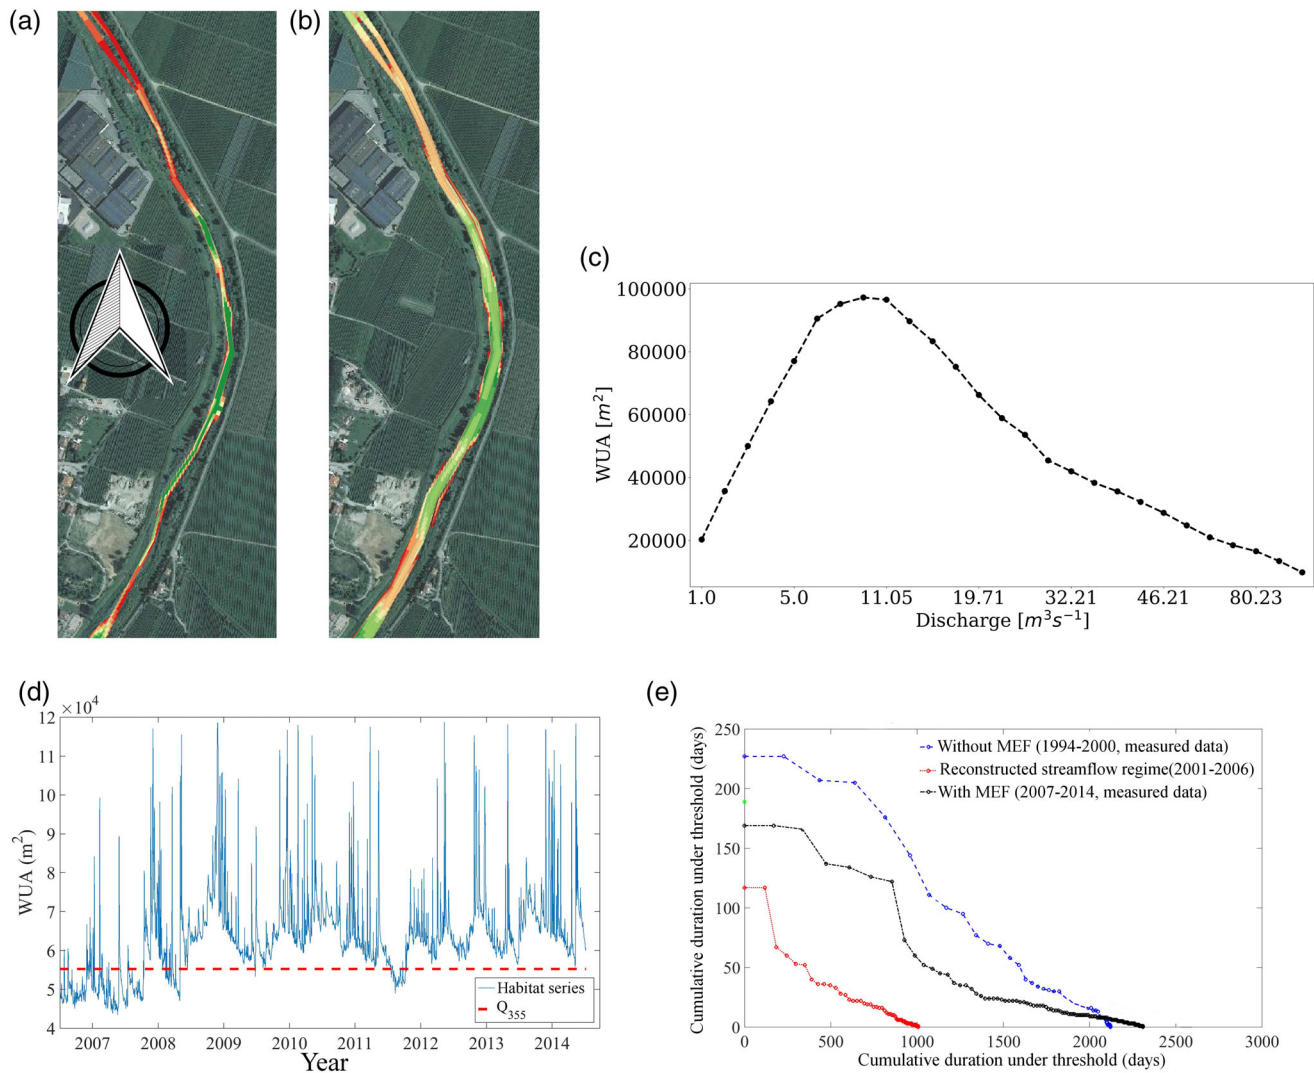 (a)
(b)
(c)
100000
80000
60000
40000
20000
WUA [m²]
1.0 5.0 11.05 19.71 32.21 46.21 80.23
Discharge [m³s⁻¹]
(d)
×10⁴
12
11
10
9
8
7
6
5
4
WUA (m²)
Habitat series
Q₃₅₅
2007 2008 2009 2010 2011 2012 2013 2014
Year
(e)
250
200
150
100
50
0
Cumulative duration under threshold (days)
Without MEF (1994-2000, measured data)
Reconstructed streamflow regime(2001-2006)
With MEF (2007-2014, measured data)
0 500 1000 1500 2000 2500 3000
Cumulative duration under threshold (days)